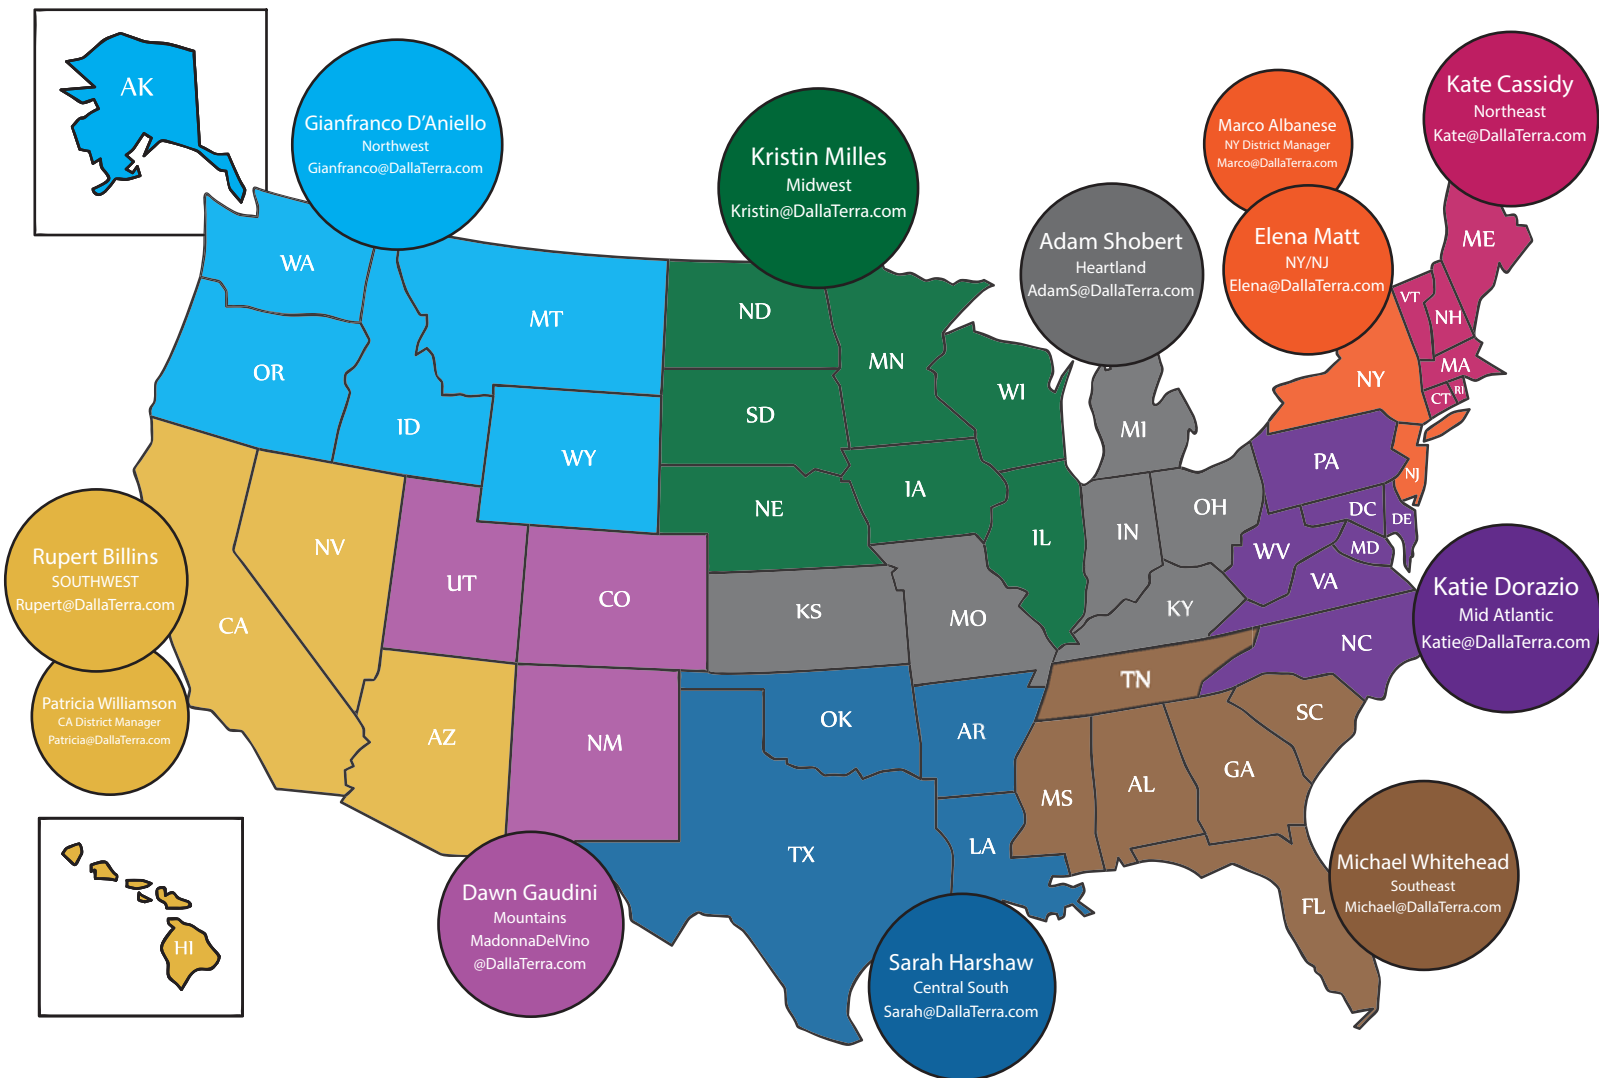 AK
Gianfranco D'Aniello
Northwest
Gianfranco@DallaTerra.com
Kristin Milles
Midwest
Kristin@DallaTerra.com
Adam Shobert
Heartland
AdamS@DallaTerra.com
Marco Albanese
NY District Manager
Marco@DallaTerra.com
Elena Matt
NY/NJ
Elena@DallaTerra.com
Kate Cassidy
Northeast
Kate@DallaTerra.com
WA
OR
ID
MT
WY
ND
SD
NE
MN
IA
WI
IL
MI
IN
OH
KY
KS
MO
ME
VT
NH
MA
CT
RI
NY
NJ
PA
DC
DE
MD
WV
VA
NC
Rupert Billins
SOUTHWEST
Rupert@DallaTerra.com
Patricia Williamson
CA District Manager
Patricia@DallaTerra.com
CA
NV
AZ
UT
CO
NM
Katie Dorazio
Mid Atlantic
Katie@DallaTerra.com
OK
AR
TX
LA
TN
SC
MS
AL
GA
FL
HI
Dawn Gaudini
Mountains
MadonnaDelVino
@DallaTerra.com
Sarah Harshaw
Central South
Sarah@DallaTerra.com
Michael Whitehead
Southeast
Michael@DallaTerra.com